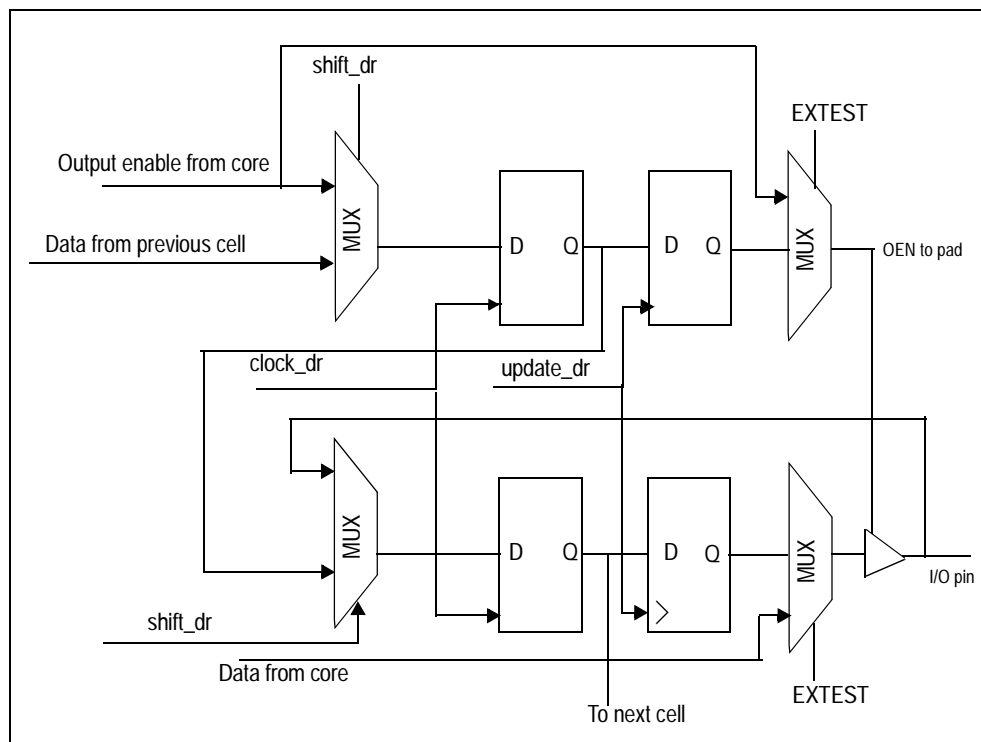 shift_dr
EXTEST
Output enable from core
MUX
MUX
Data from previous cell
D Q
D Q
OEN to pad
clock_dr
update_dr
MUX
D Q
D Q
MUX
I/O pin
shift_dr
Data from core
EXTEST
To next cell